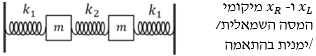 k₁ m k₂ m k₁
x_L ו- x_R מיקומי
המסה השמאלית/
/ימנית בהתאמה